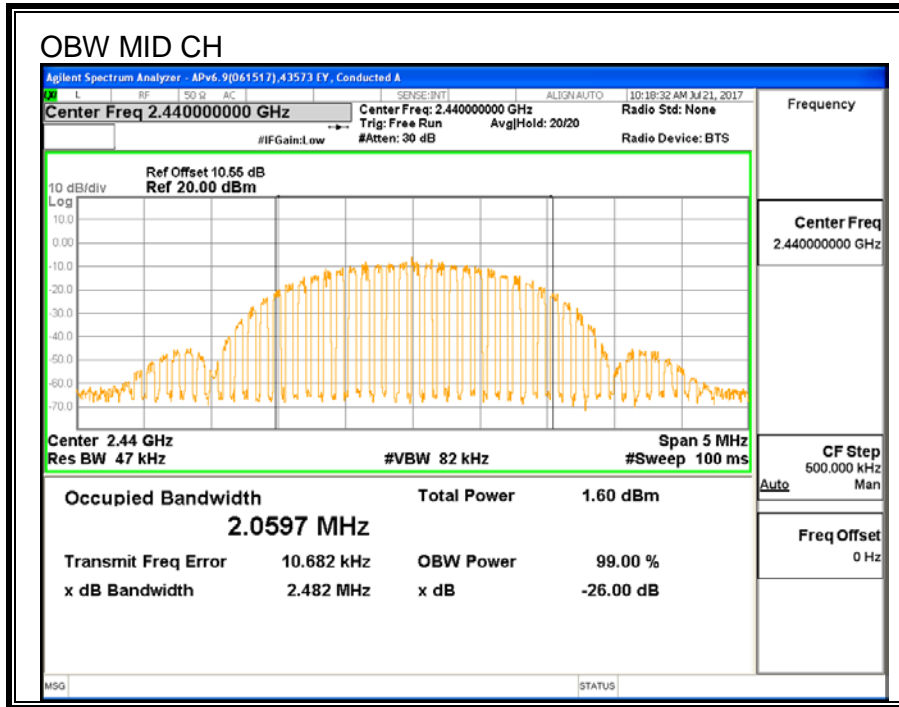 OBW MID CH
Agilent Spectrum Analyzer - APv6.9(061517),43573 EY, Conducted A
L RF 50 Ω AC SENSE:INT ALIGN AUTO 10:18:32 AM Jul 21, 2017
Center Freq 2.440000000 GHz
Center Freq: 2.440000000 GHz
Radio Std: None
Trig: Free Run Avg|Hold: 20/20
#IFGain:Low #Atten: 30 dB Radio Device: BTS
Ref Offset 10.55 dB
10 dB/div Ref 20.00 dBm
Log
10.0
0.00
-10.0
-20.0
-30.0
-40.0
-50.0
-60.0
-70.0
Center 2.44 GHz Span 5 MHz
Res BW 47 kHz #VBW 82 kHz #Sweep 100 ms
Occupied Bandwidth Total Power 1.60 dBm
2.0597 MHz
Transmit Freq Error 10.682 kHz OBW Power 99.00 %
x dB Bandwidth 2.482 MHz x dB -26.00 dB
MSG STATUS
Frequency
Center Freq
2.440000000 GHz
CF Step
500.000 kHz
Auto Man
Freq Offset
0 Hz